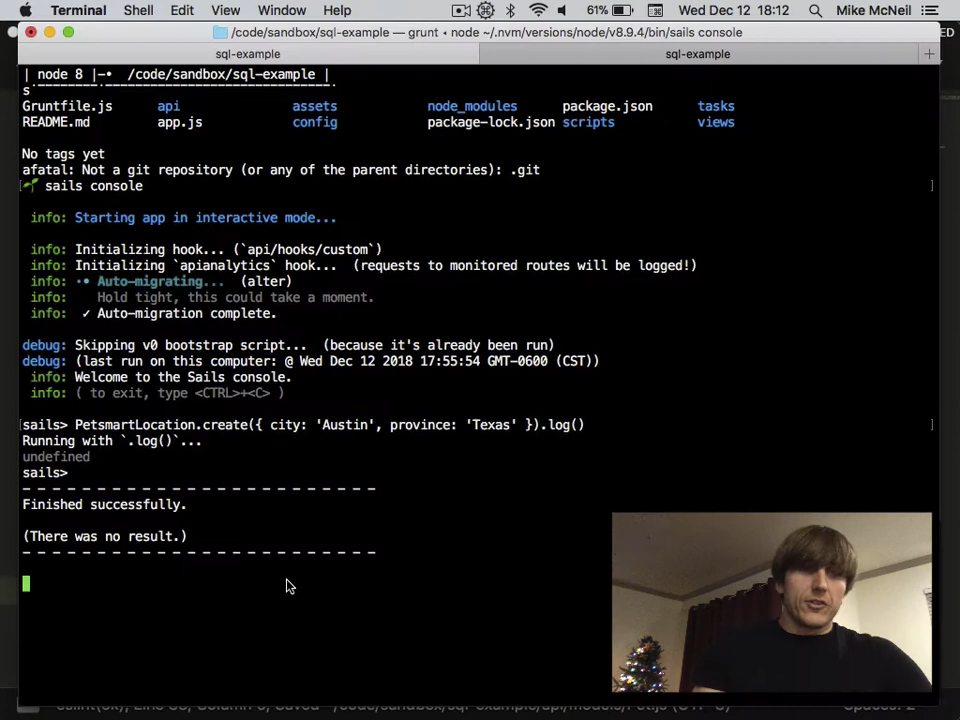 Terminal Shell Edit View Window Help 61% Wed Dec 12 18:12 Mike McNeil
/code/sandbox/sql-example — grunt • node ~/.nvm/versions/node/v8.9.4/bin/sails console
ED
sql-example sql-example +
| node 8 |-• /code/sandbox/sql-example |
s
Gruntfile.js api assets node_modules package.json tasks
README.md app.js config package-lock.json scripts views
No tags yet
afatal: Not a git repository (or any of the parent directories): .git
[ sails console ]
info: Starting app in interactive mode...
info: Initializing hook... (`api/hooks/custom`)
info: Initializing `apianalytics` hook... (requests to monitored routes will be logged!)
info: ·• Auto-migrating... (alter)
info: Hold tight, this could take a moment.
info: ✓ Auto-migration complete.
debug: Skipping v0 bootstrap script... (because it's already been run)
debug: (last run on this computer: @ Wed Dec 12 2018 17:55:54 GMT-0600 (CST))
info: Welcome to the Sails console.
info: ( to exit, type <CTRL>+<C> )
[sails> PetsmartLocation.create({ city: 'Austin', province: 'Texas' }).log() ]
Running with `.log()`...
undefined
sails>
- - - - - - - - - - - - - - - - - - - - - - - -
Finished successfully.
(There was no result.)
- - - - - - - - - - - - - - - - - - - - - - - -